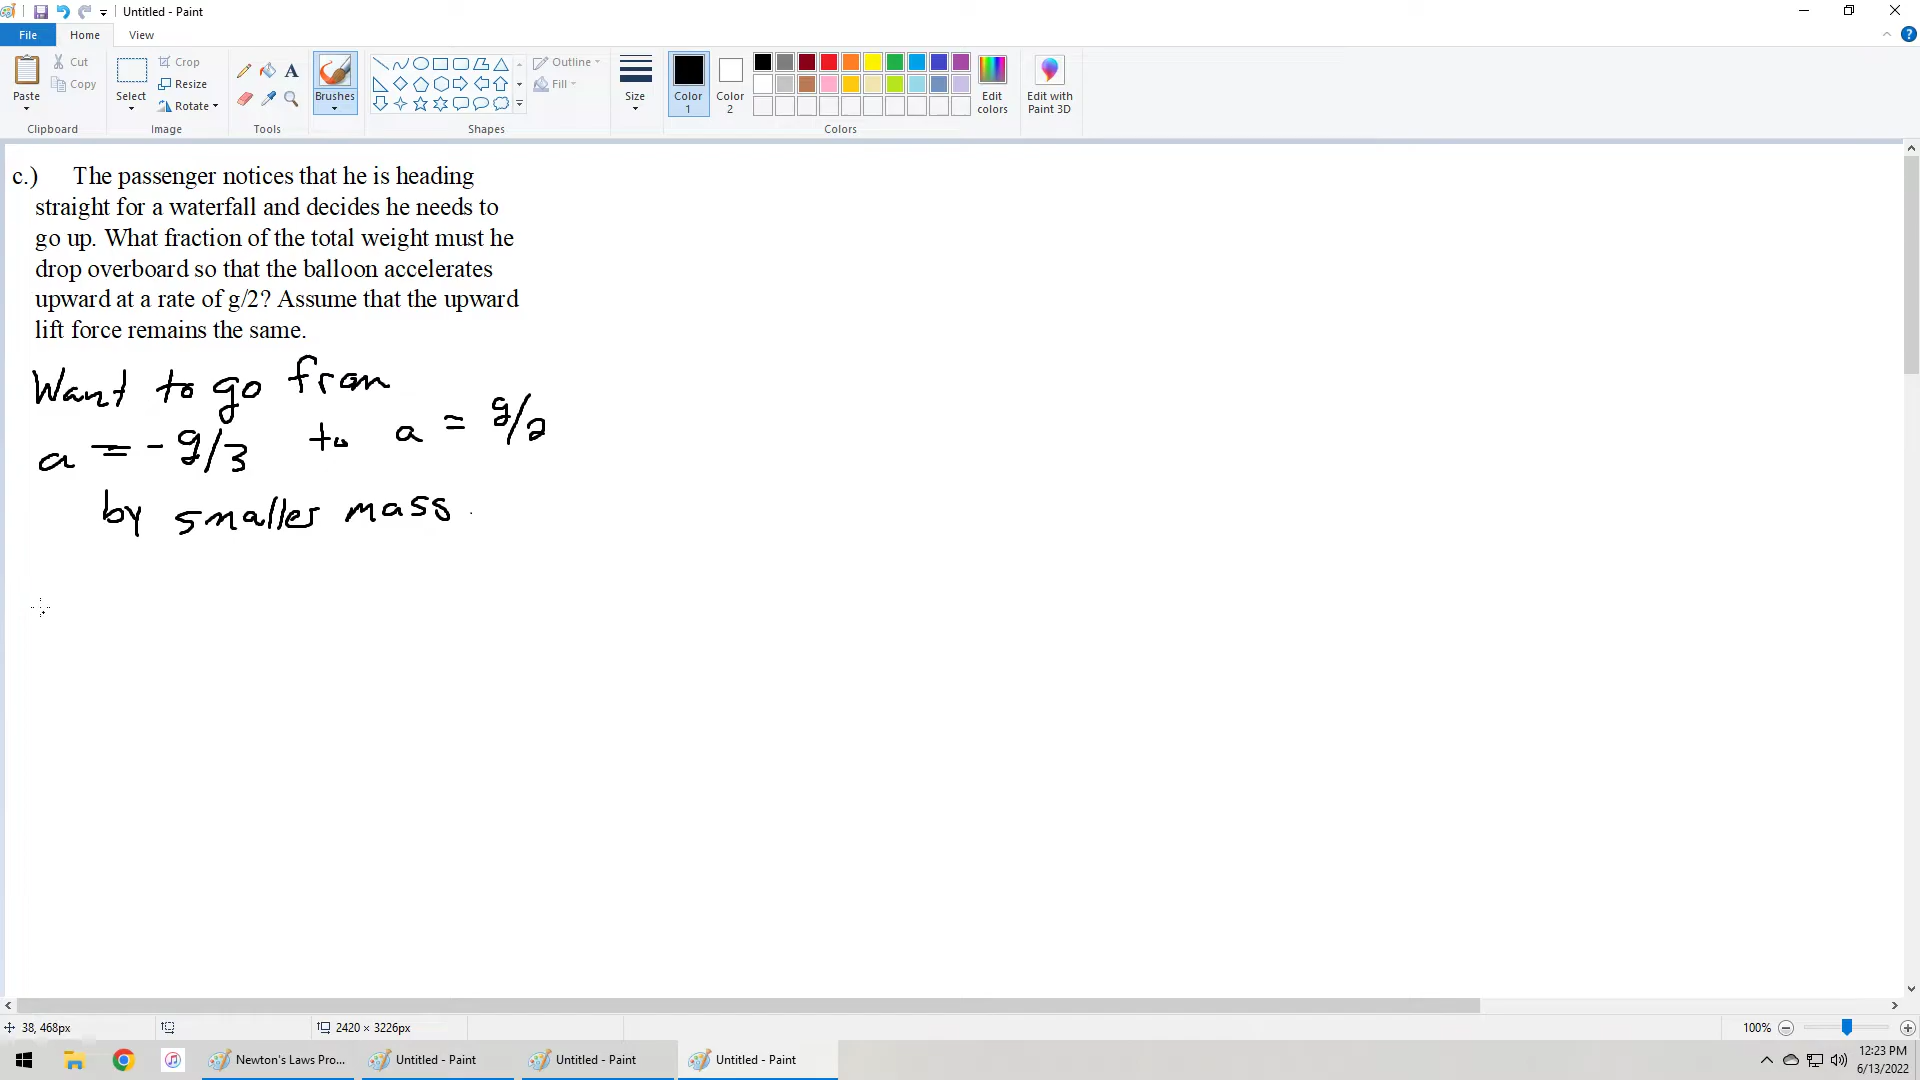 Untitled - Paint
File Home View
Paste
Cut
Copy
Clipboard
Select
Crop
Resize
Rotate
Image
Tools
Brushes
Shapes
Outline
Fill
Size
Color 1
Color 2
Edit colors
Colors
Edit with Paint 3D
c.) The passenger notices that he is heading
straight for a waterfall and decides he needs to
go up. What fraction of the total weight must he
drop overboard so that the balloon accelerates
upward at a rate of g/2? Assume that the upward
lift force remains the same.
Want to go from
a = - g/3 to a = g/2
by smaller mass.
38, 468px
2420 × 3226px
100%
Newton's Laws Pro...
Untitled - Paint
Untitled - Paint
Untitled - Paint
12:23 PM
6/13/2022